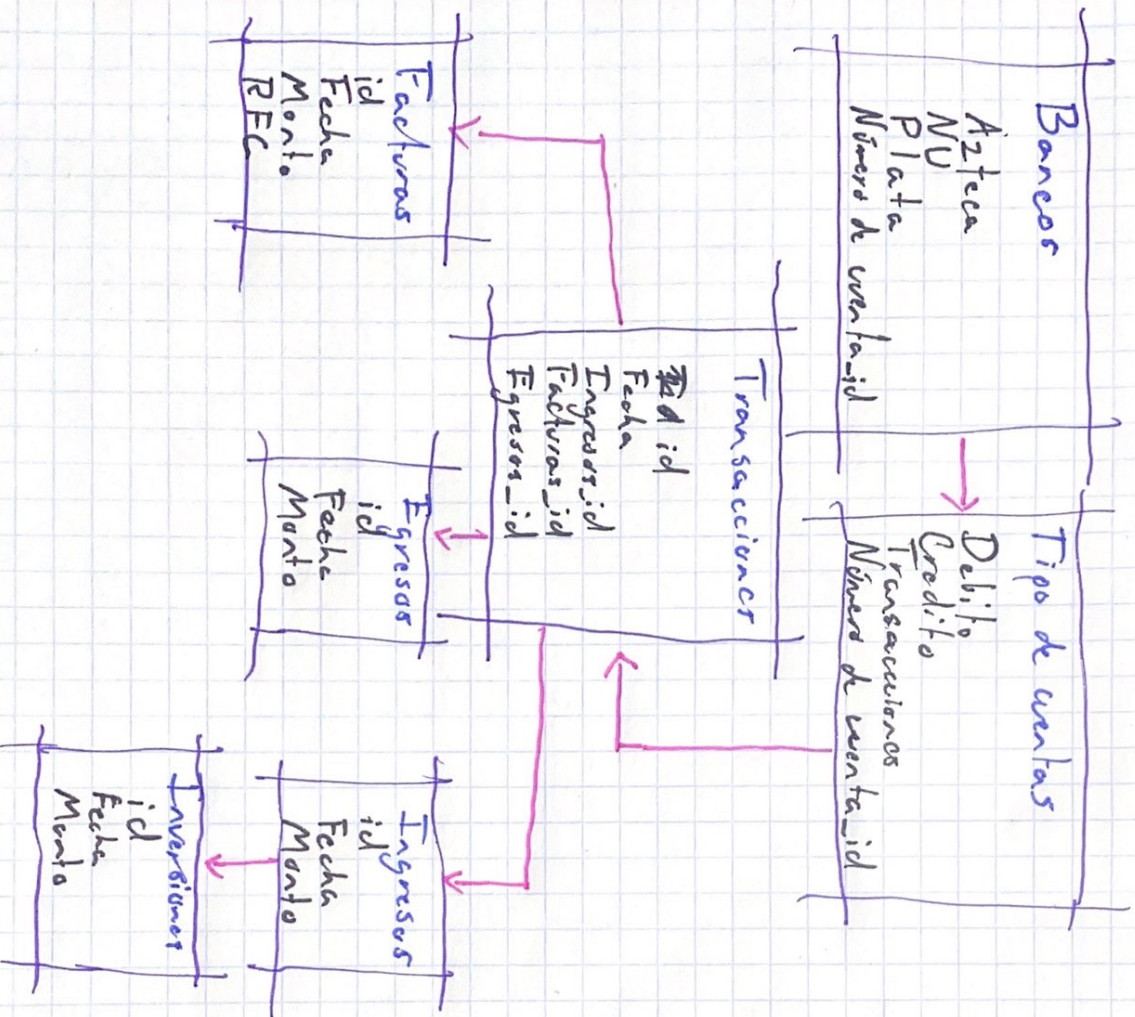 Bancos
Azteca
NU
Plata
Número de cuenta_id
Tipo de cuentas
Debito
Credito
Transacciones
Número de cuenta_id
Transacciones
id
Fecha
Ingresos_id
Facturas_id
Egresos_id
Facturas
id
Fecha
Monto
RFC
Egresos
id
Fecha
Monto
Ingresos
id
Fecha
Monto
Inversiones
id
Fecha
Monto